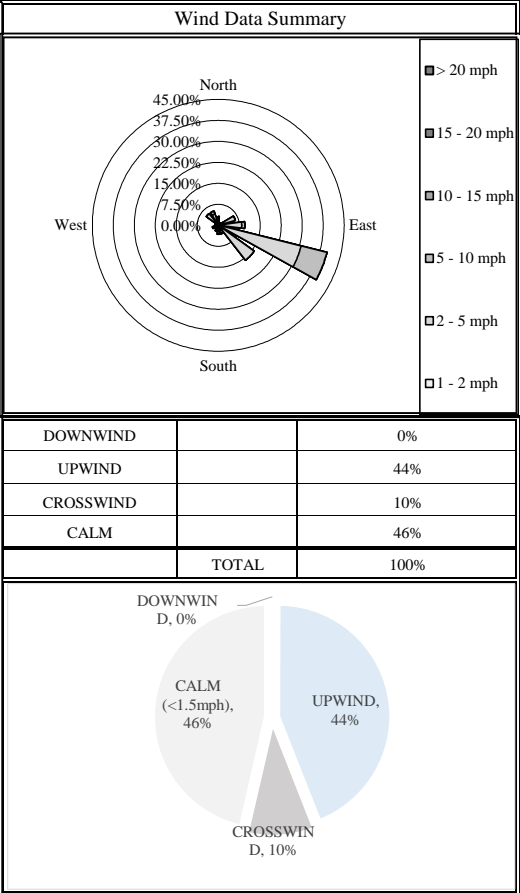 Wind Data Summary
North
45.00%
37.50%
30.00%
22.50%
15.00%
7.50%
0.00%
West
East
South
> 20 mph
15 - 20 mph
10 - 15 mph
5 - 10 mph
2 - 5 mph
1 - 2 mph
DOWNWIND 0%
UPWIND 44%
CROSSWIND 10%
CALM 46%
TOTAL 100%
DOWNWIN
D, 0%
CALM
(<1.5mph),
46%
UPWIND,
44%
CROSSWIN
D, 10%